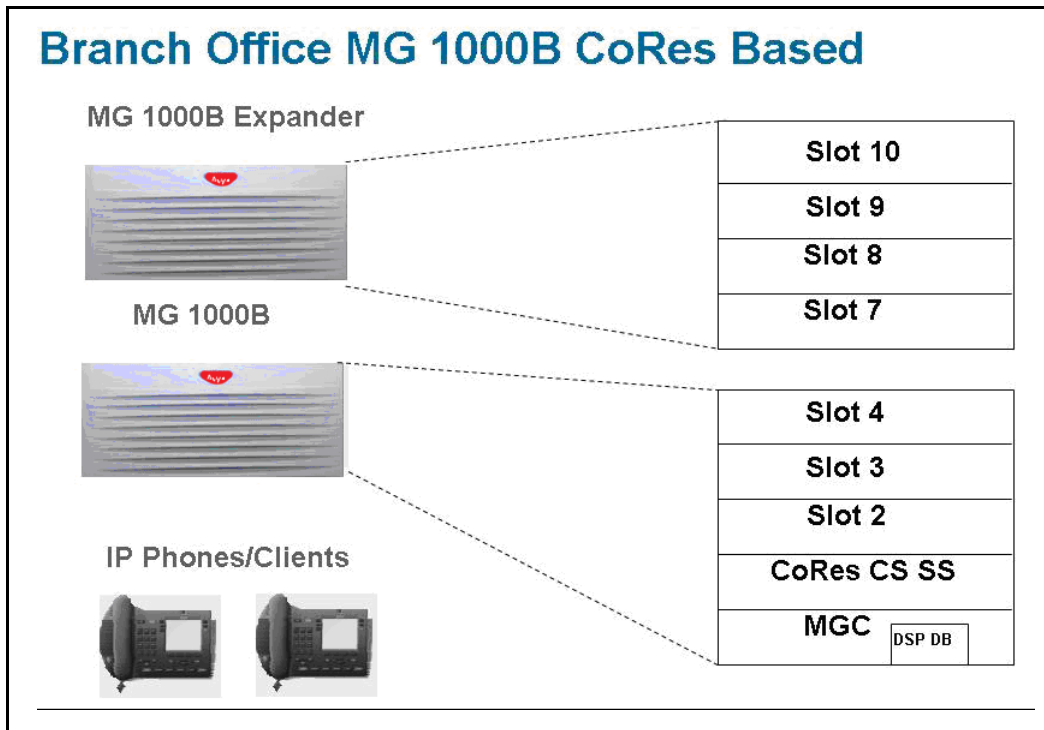 Branch Office MG 1000B CoRes Based
MG 1000B Expander
Slot 10
Slot 9
Slot 8
Slot 7
MG 1000B
Slot 4
Slot 3
Slot 2
CoRes CS SS
MGC
DSP DB
IP Phones/Clients